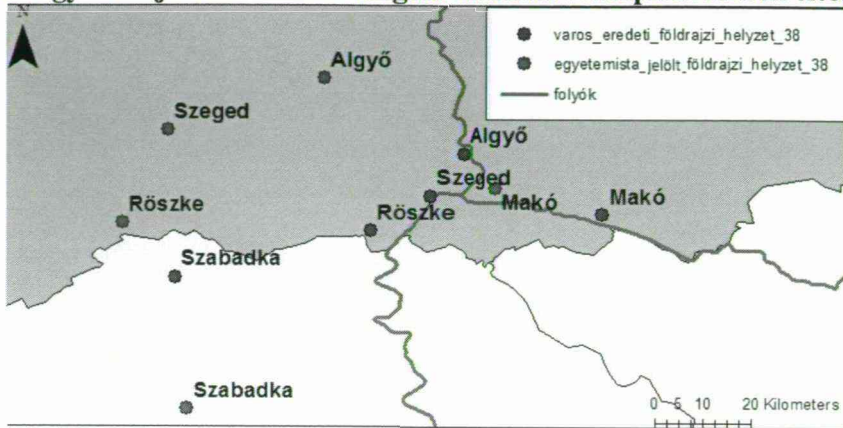 N
varos_eredeti_földrajzi_helyzet_38
egyetemista_jelölt_földrajzi_helyzet_38
folyók
Algyő
Szeged
Algyő
Szeged
Makó
Makó
Röszke
Röszke
Szabadka
Szabadka
0 5 10 20 Kilometers